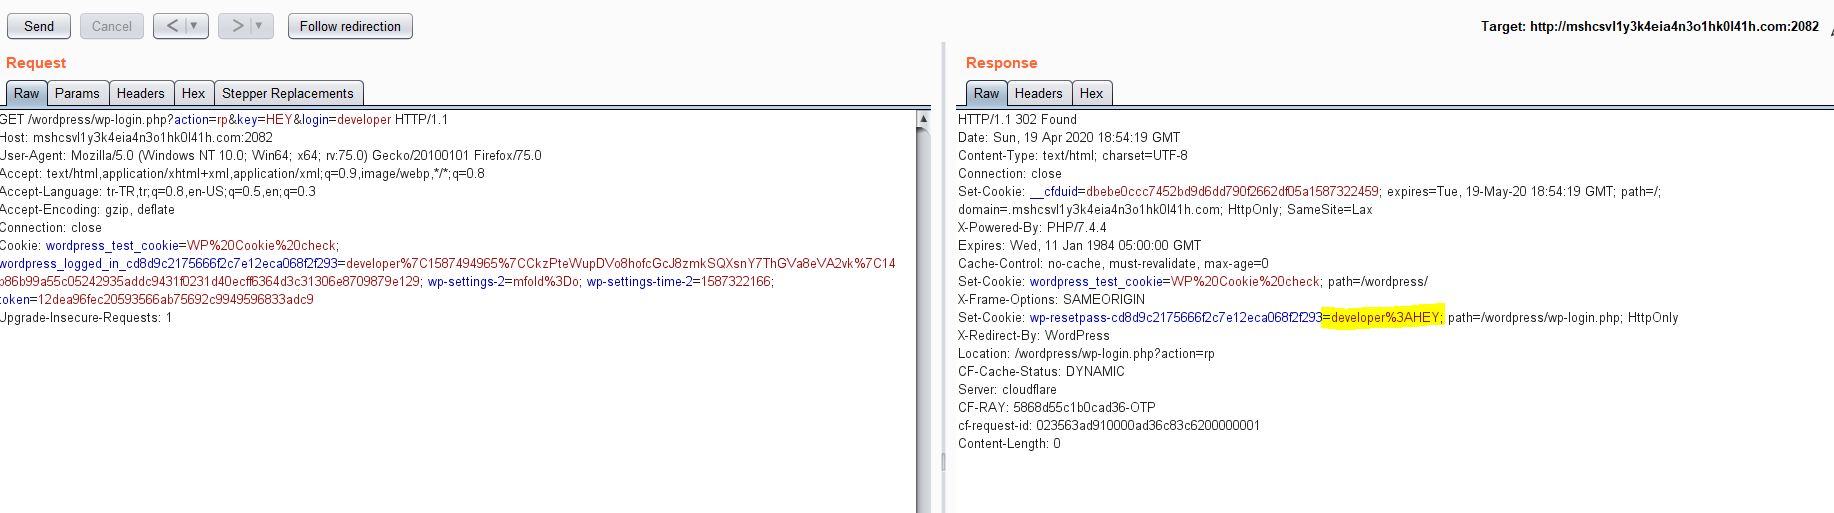 Send Cancel < | ▼ > | ▼ Follow redirection Target: http://mshcsvl1y3k4eia4n3o1hk0l41h.com:2082
Request
Raw Params Headers Hex Stepper Replacements
GET /wordpress/wp-login.php?action=rp&key=HEY&login=developer HTTP/1.1
Host: mshcsvl1y3k4eia4n3o1hk0l41h.com:2082
User-Agent: Mozilla/5.0 (Windows NT 10.0; Win64; x64; rv:75.0) Gecko/20100101 Firefox/75.0
Accept: text/html,application/xhtml+xml,application/xml;q=0.9,image/webp,*/*;q=0.8
Accept-Language: tr-TR,tr;q=0.8,en-US;q=0.5,en;q=0.3
Accept-Encoding: gzip, deflate
Connection: close
Cookie: wordpress_test_cookie=WP%20Cookie%20check;
wordpress_logged_in_cd8d9c2175666f2c7e12eca068f2f293=developer%7C1587494965%7CCkzPteWupDVo8hofcGcJ8zmkSQXsnY7ThGVa8eVA2vk%7C14
b86b99a55c05242935addc9431f0231d40ecff6364d3c31306e8709879e129; wp-settings-2=mfold%3Do; wp-settings-time-2=1587322166;
token=12dea96fec20593566ab75692c9949596833adc9
Upgrade-Insecure-Requests: 1
Response
Raw Headers Hex
HTTP/1.1 302 Found
Date: Sun, 19 Apr 2020 18:54:19 GMT
Content-Type: text/html; charset=UTF-8
Connection: close
Set-Cookie: __cfduid=dbebe0ccc7452bd9d6dd790f2662df05a1587322459; expires=Tue, 19-May-20 18:54:19 GMT; path=/;
domain=.mshcsvl1y3k4eia4n3o1hk0l41h.com; HttpOnly; SameSite=Lax
X-Powered-By: PHP/7.4.4
Expires: Wed, 11 Jan 1984 05:00:00 GMT
Cache-Control: no-cache, must-revalidate, max-age=0
Set-Cookie: wordpress_test_cookie=WP%20Cookie%20check; path=/wordpress/
X-Frame-Options: SAMEORIGIN
Set-Cookie: wp-resetpass-cd8d9c2175666f2c7e12eca068f2f293=developer%3AHEY; path=/wordpress/wp-login.php; HttpOnly
X-Redirect-By: WordPress
Location: /wordpress/wp-login.php?action=rp
CF-Cache-Status: DYNAMIC
Server: cloudflare
CF-RAY: 5868d55c1b0cad36-OTP
cf-request-id: 023563ad910000ad36c83c6200000001
Content-Length: 0